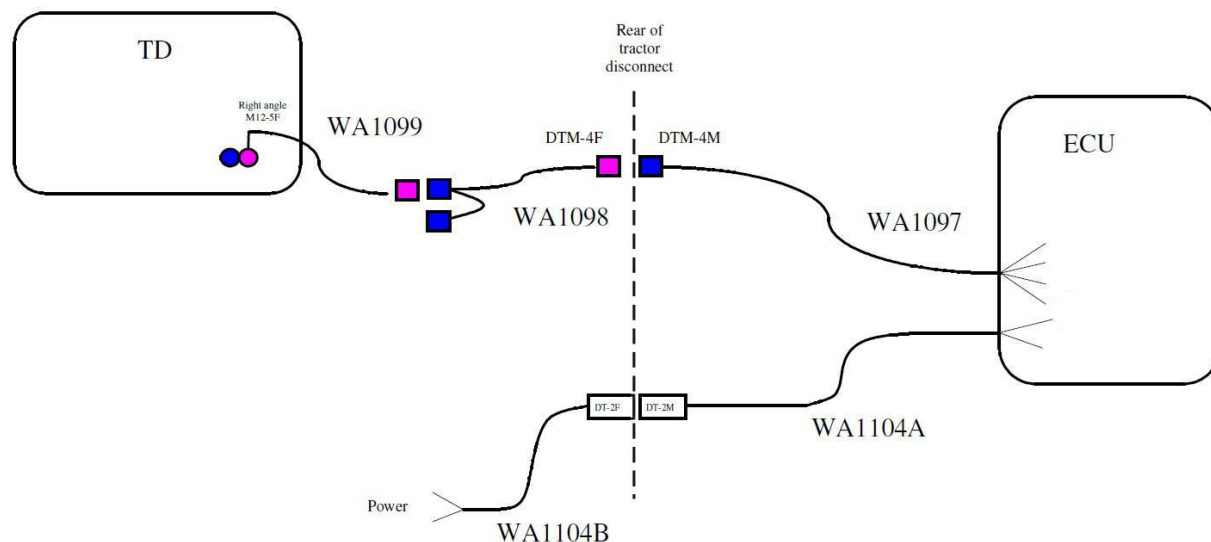 TD
Right angle
M12-5F
WA1099
Rear of
tractor
disconnect
DTM-4F
DTM-4M
ECU
WA1098
WA1097
DT-2F
DT-2M
WA1104A
Power
WA1104B